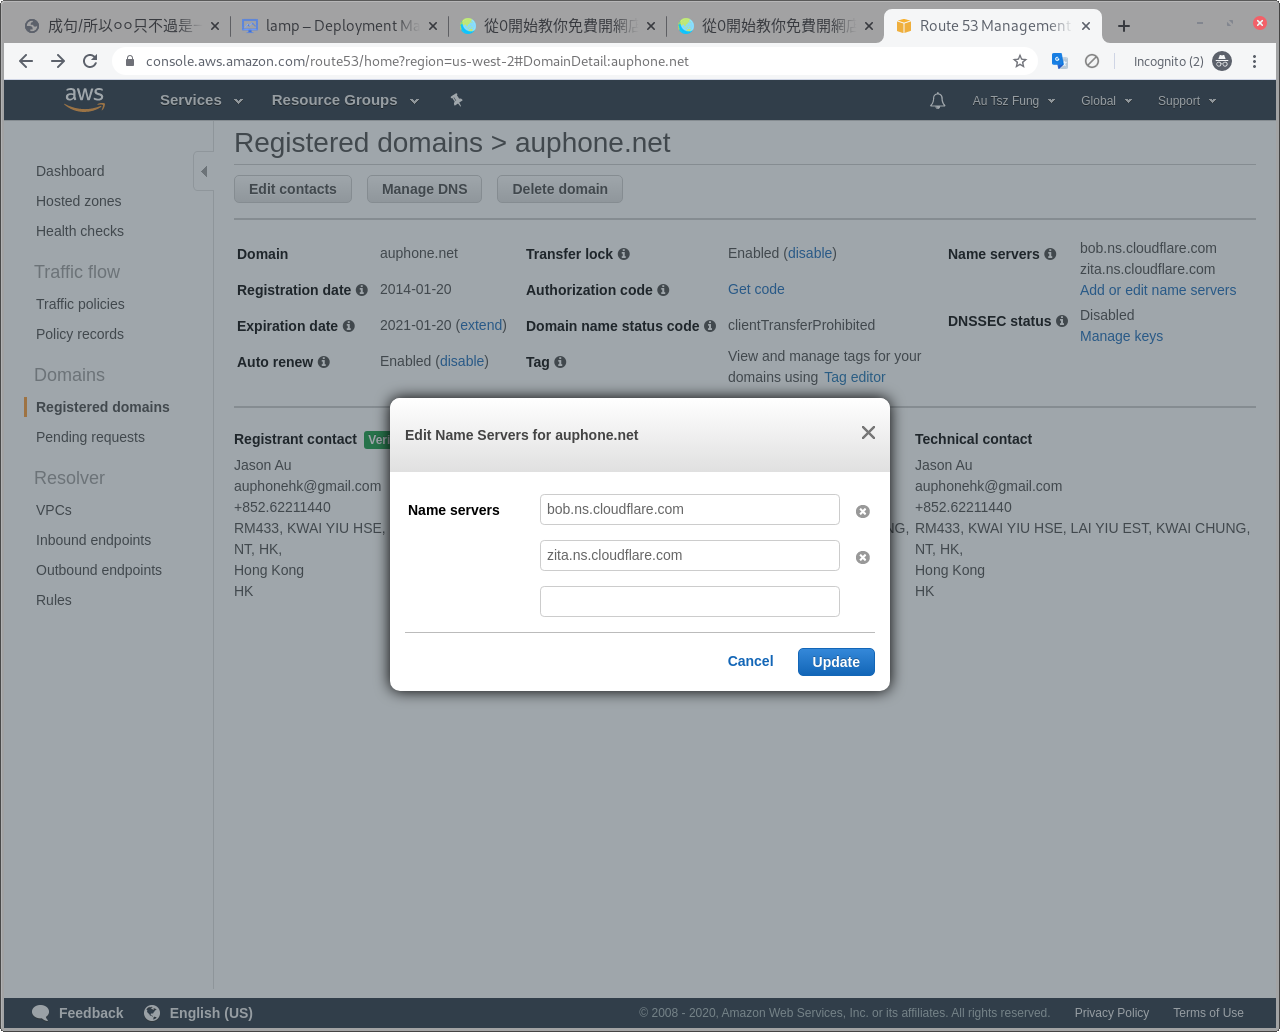 成句/所以○○只不過是
lamp – Deployment Ma
從0開始教你免費開網店
從0開始教你免費開網店
Route 53 Management
console.aws.amazon.com/route53/home?region=us-west-2#DomainDetail:auphone.net
Incognito (2)
aws
Services
Resource Groups
Au Tsz Fung
Global
Support
Registered domains > auphone.net
Edit contacts
Manage DNS
Delete domain
Dashboard
Hosted zones
Health checks
Traffic flow
Traffic policies
Policy records
Domains
Registered domains
Pending requests
Resolver
VPCs
Inbound endpoints
Outbound endpoints
Rules
Domain auphone.net
Registration date 2014-01-20
Expiration date 2021-01-20 (extend)
Auto renew Enabled (disable)
Transfer lock Enabled (disable)
Authorization code Get code
Domain name status code clientTransferProhibited
Tag View and manage tags for your
domains using Tag editor
Name servers bob.ns.cloudflare.com
zita.ns.cloudflare.com
Add or edit name servers
DNSSEC status Disabled
Manage keys
Registrant contact Veri
Jason Au
auphonehk@gmail.com
+852.62211440
RM433, KWAI YIU HSE,
NT, HK,
Hong Kong
HK
NG,
Technical contact
Jason Au
auphonehk@gmail.com
+852.62211440
RM433, KWAI YIU HSE, LAI YIU EST, KWAI CHUNG,
NT, HK,
Hong Kong
HK
Edit Name Servers for auphone.net
Name servers bob.ns.cloudflare.com
zita.ns.cloudflare.com
Cancel
Update
Feedback
English (US)
© 2008 - 2020, Amazon Web Services, Inc. or its affiliates. All rights reserved.
Privacy Policy
Terms of Use